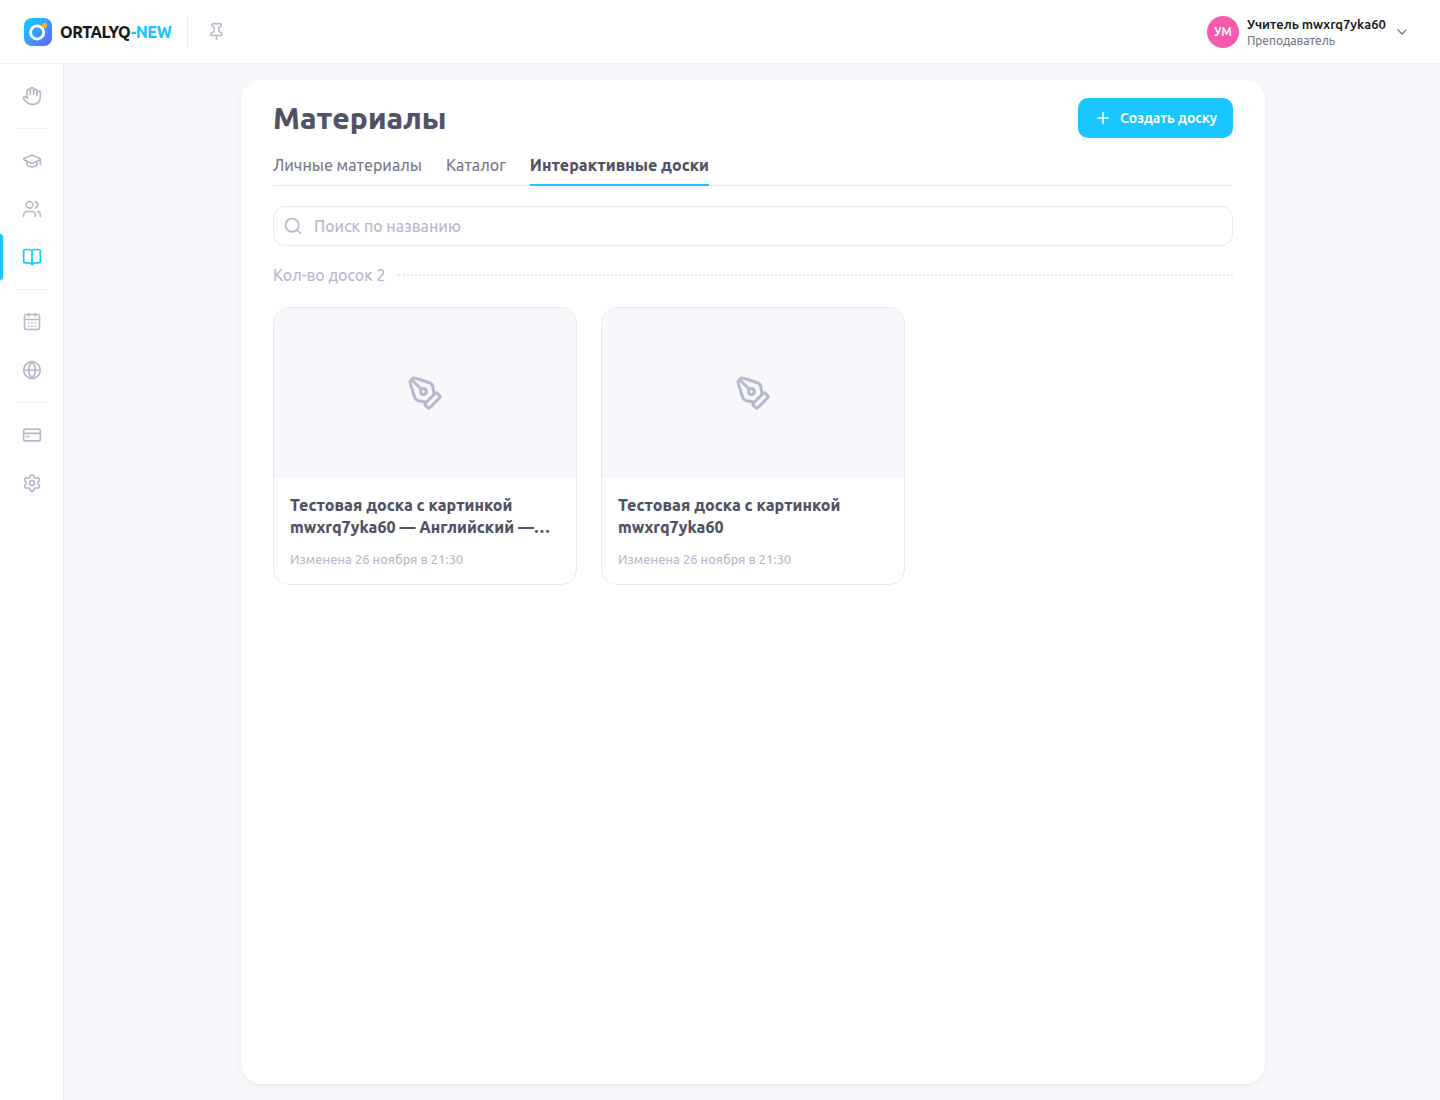 ORTALYQ-NEW
УМ
Учитель mwxrq7yka60
Преподаватель
Материалы
Создать доску
Личные материалы
Каталог
Интерактивные доски
Поиск по названию
Кол-во досок 2
Тестовая доска с картинкой
mwxrq7yka60 — Английский —...
Изменена 26 ноября в 21:30
Тестовая доска с картинкой
mwxrq7yka60
Изменена 26 ноября в 21:30